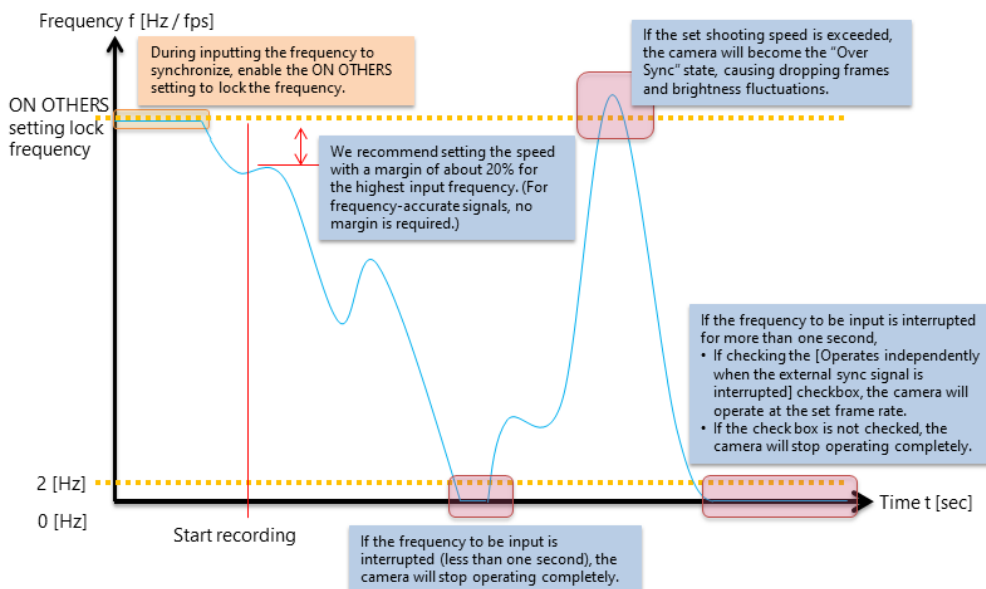 Frequency f [Hz / fps]
During inputting the frequency to
synchronize, enable the ON OTHERS
setting to lock the frequency.
If the set shooting speed is exceeded,
the camera will become the “Over
Sync” state, causing dropping frames
and brightness fluctuations.
ON OTHERS
setting lock
frequency
We recommend setting the speed
with a margin of about 20% for
the highest input frequency. (For
frequency-accurate signals, no
margin is required.)
If the frequency to be input is interrupted
for more than one second,
• If checking the [Operates independently
when the external sync signal is
interrupted] checkbox, the camera will
operate at the set frame rate.
• If the check box is not checked, the
camera will stop operating completely.
2 [Hz]
0 [Hz]
Time t [sec]
Start recording
If the frequency to be input is
interrupted (less than one second), the
camera will stop operating completely.